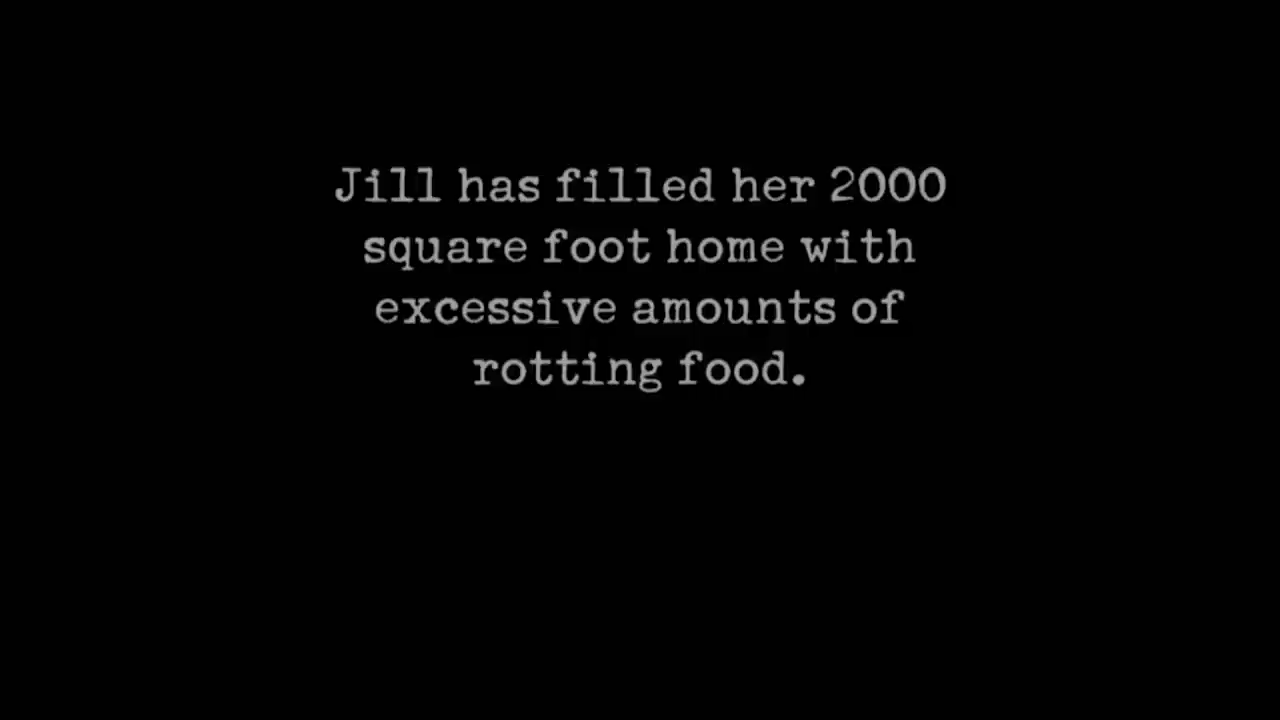 Jill has filled her 2000
square foot home with
excessive amounts of
rotting food.